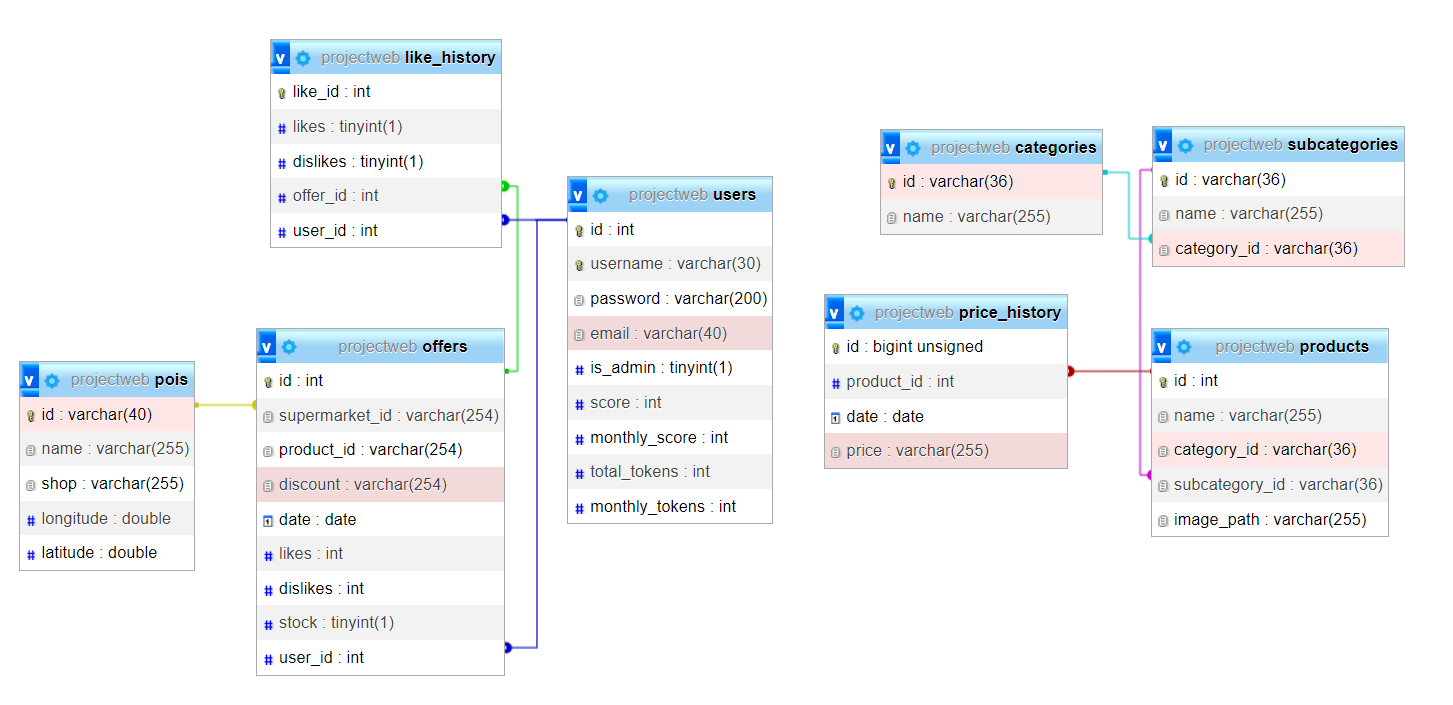 projectweb like_history
like_id : int
likes : tinyint(1)
dislikes : tinyint(1)
offer_id : int
user_id : int
projectweb users
id : int
username : varchar(30)
password : varchar(200)
email : varchar(40)
is_admin : tinyint(1)
score : int
monthly_score : int
total_tokens : int
monthly_tokens : int
projectweb pois
id : varchar(40)
name : varchar(255)
shop : varchar(255)
longitude : double
latitude : double
projectweb offers
id : int
supermarket_id : varchar(254)
product_id : varchar(254)
discount : varchar(254)
date : date
likes : int
dislikes : int
stock : tinyint(1)
user_id : int
projectweb categories
id : varchar(36)
name : varchar(255)
projectweb subcategories
id : varchar(36)
name : varchar(255)
category_id : varchar(36)
projectweb price_history
id : bigint unsigned
product_id : int
date : date
price : varchar(255)
projectweb products
id : int
name : varchar(255)
category_id : varchar(36)
subcategory_id : varchar(36)
image_path : varchar(255)